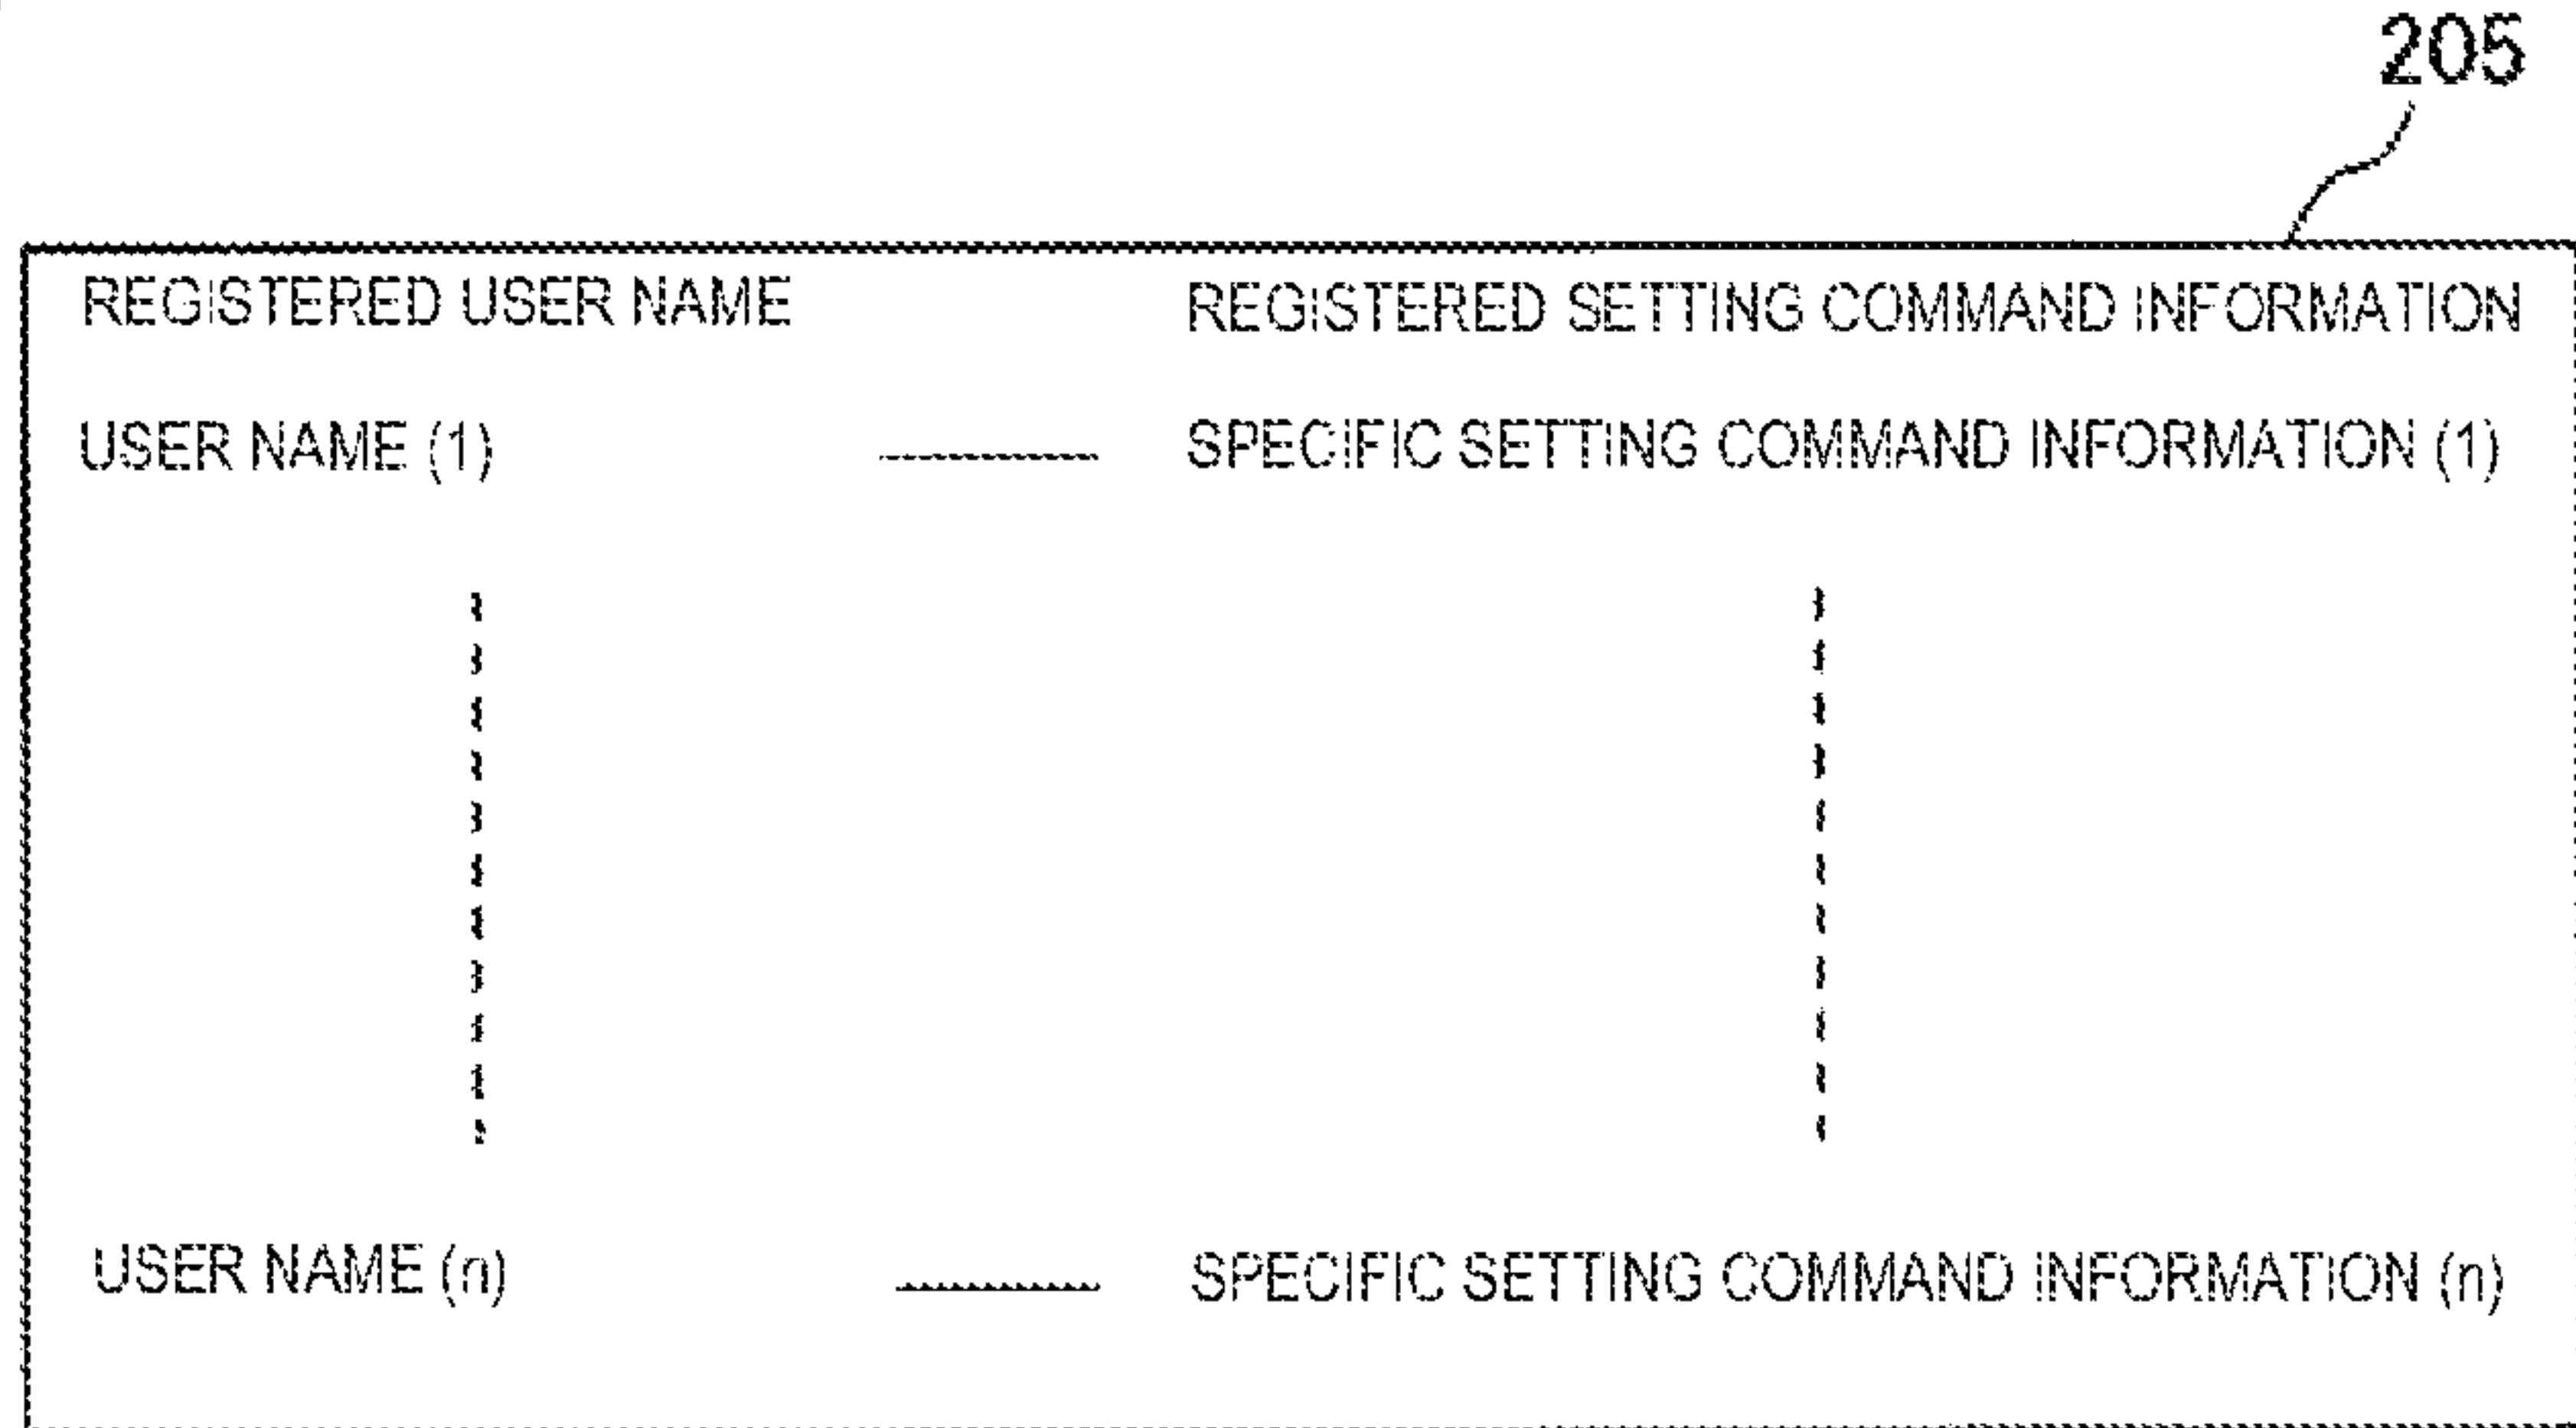 205
REGISTERED USER NAME REGISTERED SETTING COMMAND INFORMATION
USER NAME (1) SPECIFIC SETTING COMMAND INFORMATION (1)
USER NAME (n) SPECIFIC SETTING COMMAND INFORMATION (n)